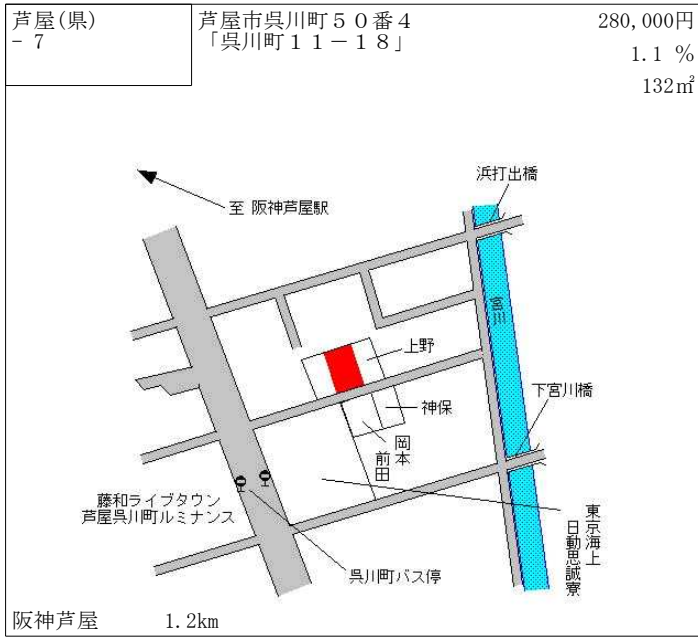 芦屋(県)
- 7
芦屋市呉川町５０番４
「呉川町１１－１８」
280,000円
1.1 %
132㎡
至 阪神芦屋駅
浜打出橋
宮川
上野
神保
岡本
前田
下宮川橋
藤和ライブタウン
芦屋呉川町ルミナンス
呉川町バス停
東京海上
日動思誠寮
阪神芦屋 1.2km